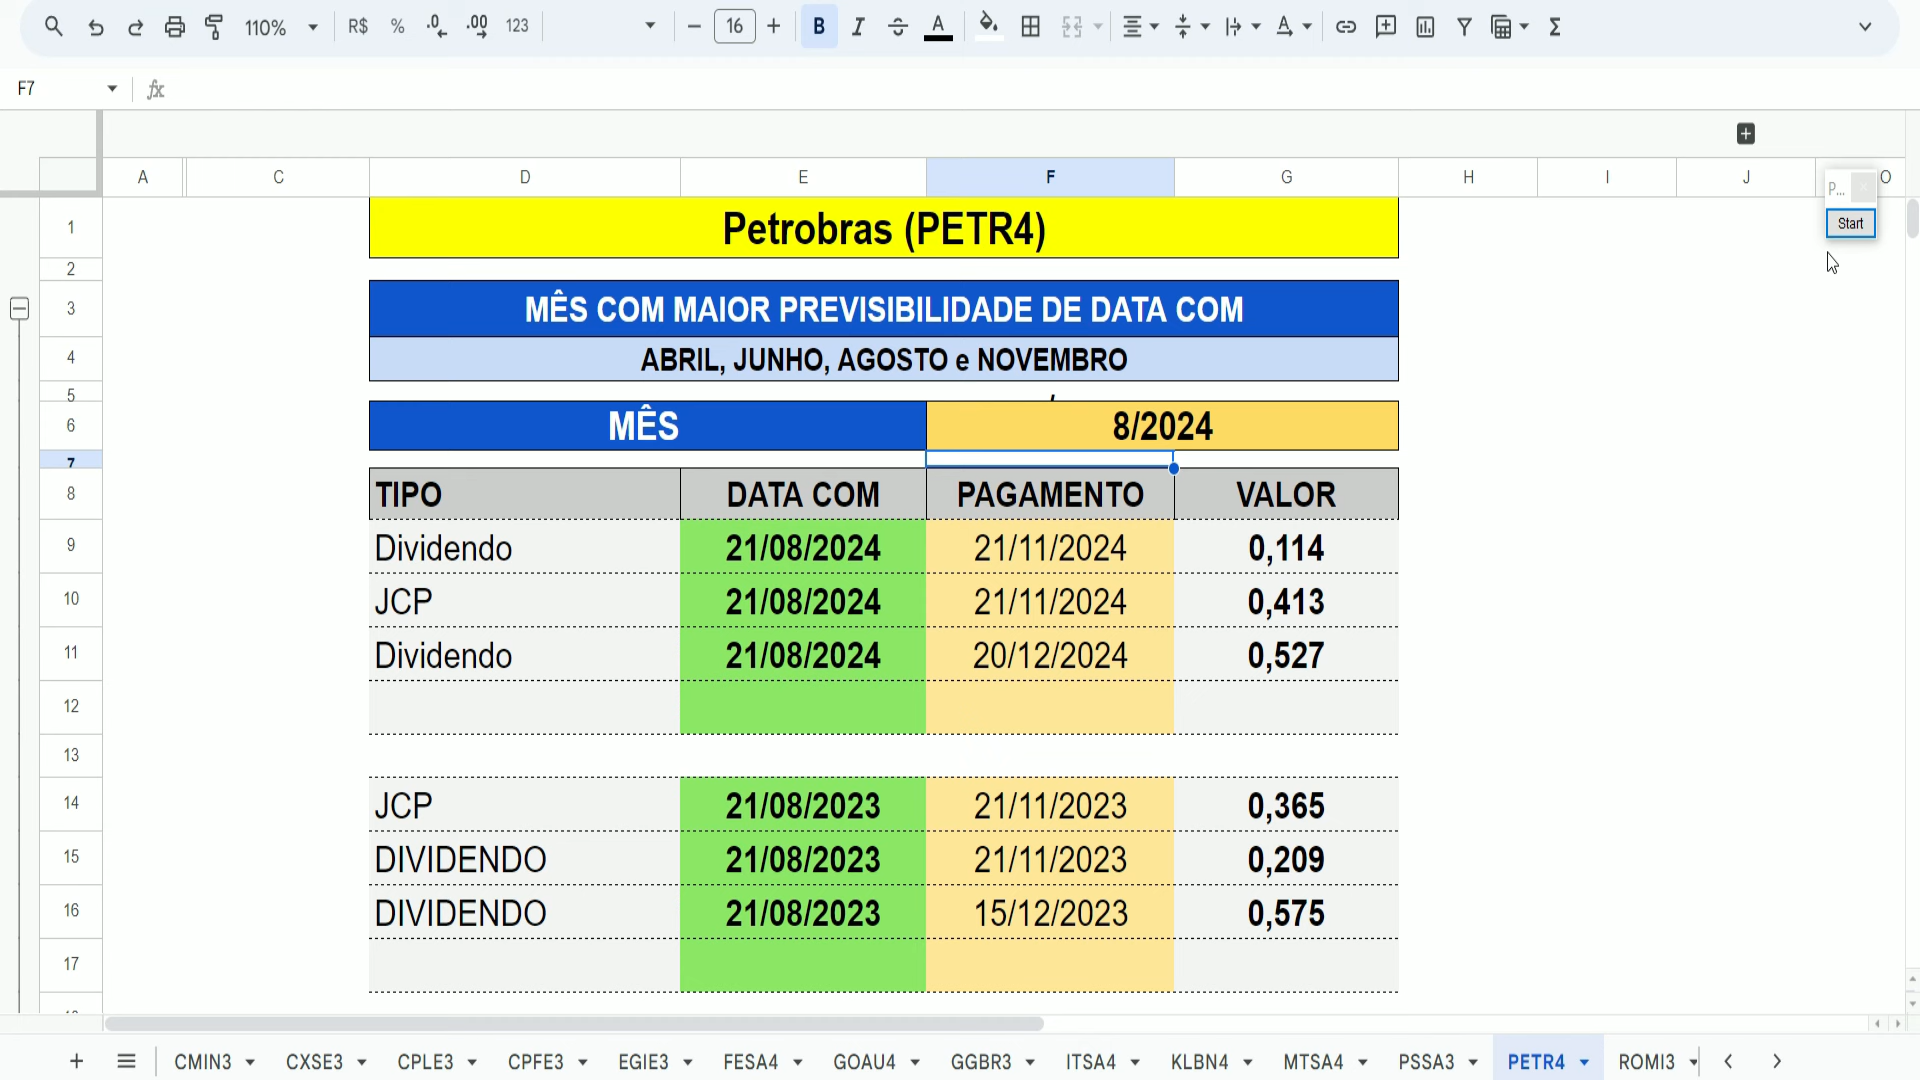 110%
R$
%
.0
.00
123
16
B
I
A
F7
fx
A C D E F G H I J O
P...
Start
1 Petrobras (PETR4)
2
3 MÊS COM MAIOR PREVISIBILIDADE DE DATA COM
4 ABRIL, JUNHO, AGOSTO e NOVEMBRO
5
6 MÊS 8/2024
7
8 TIPO DATA COM PAGAMENTO VALOR
9 Dividendo 21/08/2024 21/11/2024 0,114
10 JCP 21/08/2024 21/11/2024 0,413
11 Dividendo 21/08/2024 20/12/2024 0,527
12
13
14 JCP 21/08/2023 21/11/2023 0,365
15 DIVIDENDO 21/08/2023 21/11/2023 0,209
16 DIVIDENDO 21/08/2023 15/12/2023 0,575
17
CMIN3 CXSE3 CPLE3 CPFE3 EGIE3 FESA4 GOAU4 GGBR3 ITSA4 KLBN4 MTSA4 PSSA3 PETR4 ROMI3